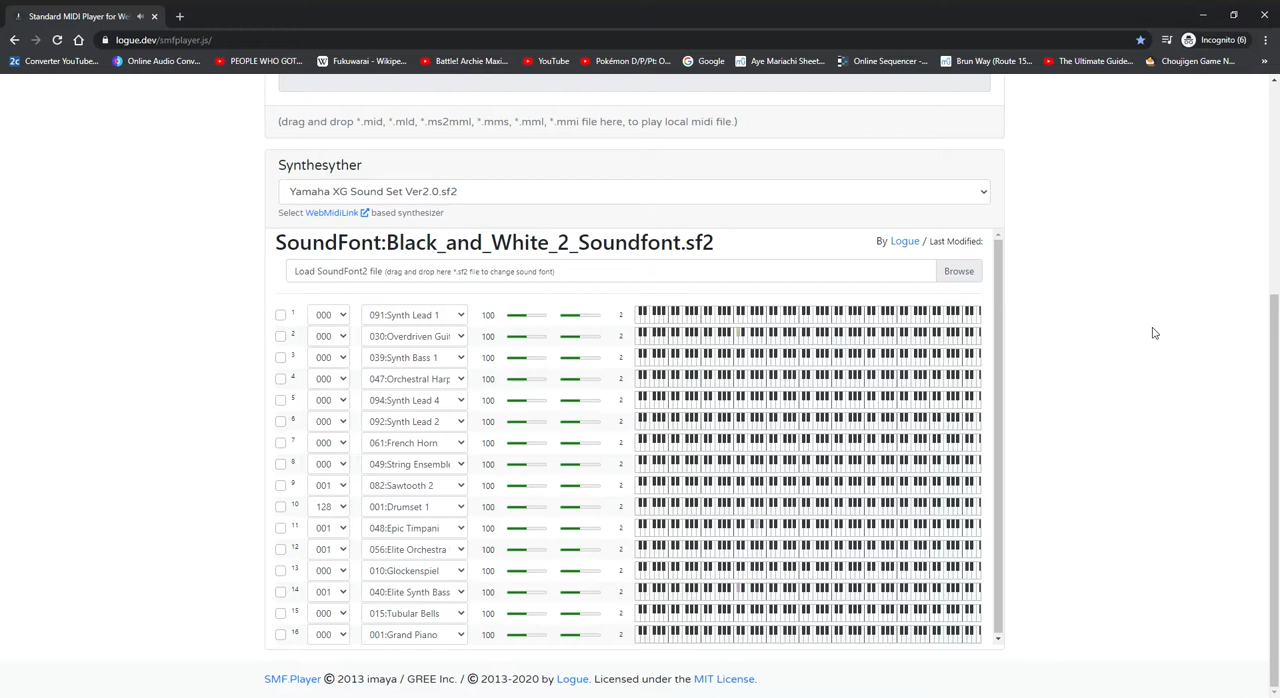 Standard MIDI Player for We
logue.dev/smfplayer.js/
Incognito (6)
Converter YouTube...
Online Audio Conv...
PEOPLE WHO GOT...
Fukuwarai - Wikipe...
Battle! Archie Maxi...
YouTube
Pokémon D/P/Pt: O...
Google
Aye Mariachi Sheet...
Online Sequencer -...
Brun Way (Route 15...
The Ultimate Guide...
Choujigen Game N...
(drag and drop *.mid, *.mld, *.ms2mml, *.mms, *.mml, *.mmi file here, to play local midi file.)
Synthesyther
Yamaha XG Sound Set Ver2.0.sf2
Select WebMidiLink based synthesizer
SoundFont:Black_and_White_2_Soundfont.sf2
By Logue / Last Modified:
Load SoundFont2 file (drag and drop here *.sf2 file to change sound font)
Browse
1 000 091:Synth Lead 1 100 2
2 000 030:Overdriven Guit 100 2
3 000 039:Synth Bass 1 100 2
4 000 047:Orchestral Harp 100 2
5 000 094:Synth Lead 4 100 2
6 000 092:Synth Lead 2 100 2
7 000 061:French Horn 100 2
8 000 049:String Ensemble 100 2
9 001 082:Sawtooth 2 100 2
10 128 001:Drumset 1 100 2
11 001 048:Epic Timpani 100 2
12 001 056:Elite Orchestra 100 2
13 000 010:Glockenspiel 100 2
14 001 040:Elite Synth Bass 100 2
15 000 015:Tubular Bells 100 2
16 000 001:Grand Piano 100 2
SMF.Player © 2013 imaya / GREE Inc. / © 2013-2020 by Logue. Licensed under the MIT License.